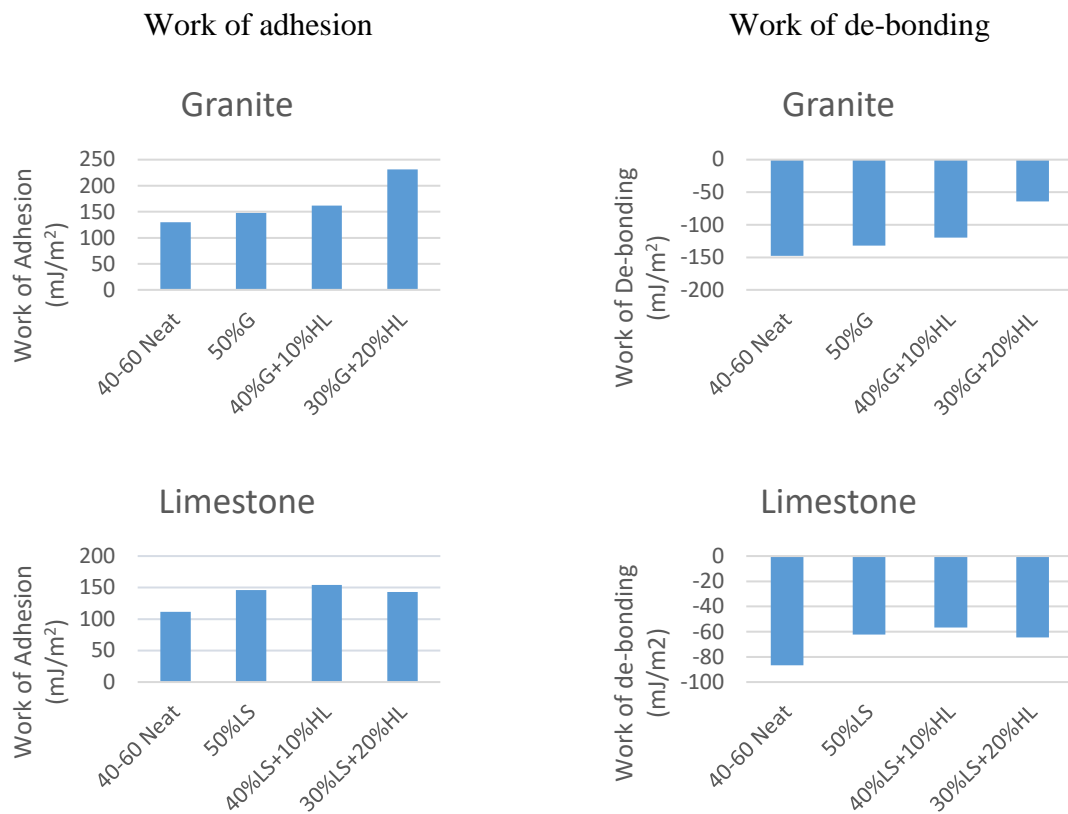 Work of adhesion
Work of de-bonding
Granite
Work of Adhesion
(mJ/m²)
250
200
150
100
50
0
40-60 Neat
50%G
40%G+10%HL
30%G+20%HL
Granite
Work of De-bonding
(mJ/m²)
0
-50
-100
-150
-200
40-60 Neat
50%G
40%G+10%HL
30%G+20%HL
Limestone
Work of Adhesion
(mJ/m²)
200
150
100
50
0
40-60 Neat
50%LS
40%LS+10%HL
30%LS+20%HL
Limestone
Work of de-bonding
(mJ/m2)
0
-20
-40
-60
-80
-100
40-60 Neat
50%LS
40%LS+10%HL
30%LS+20%HL